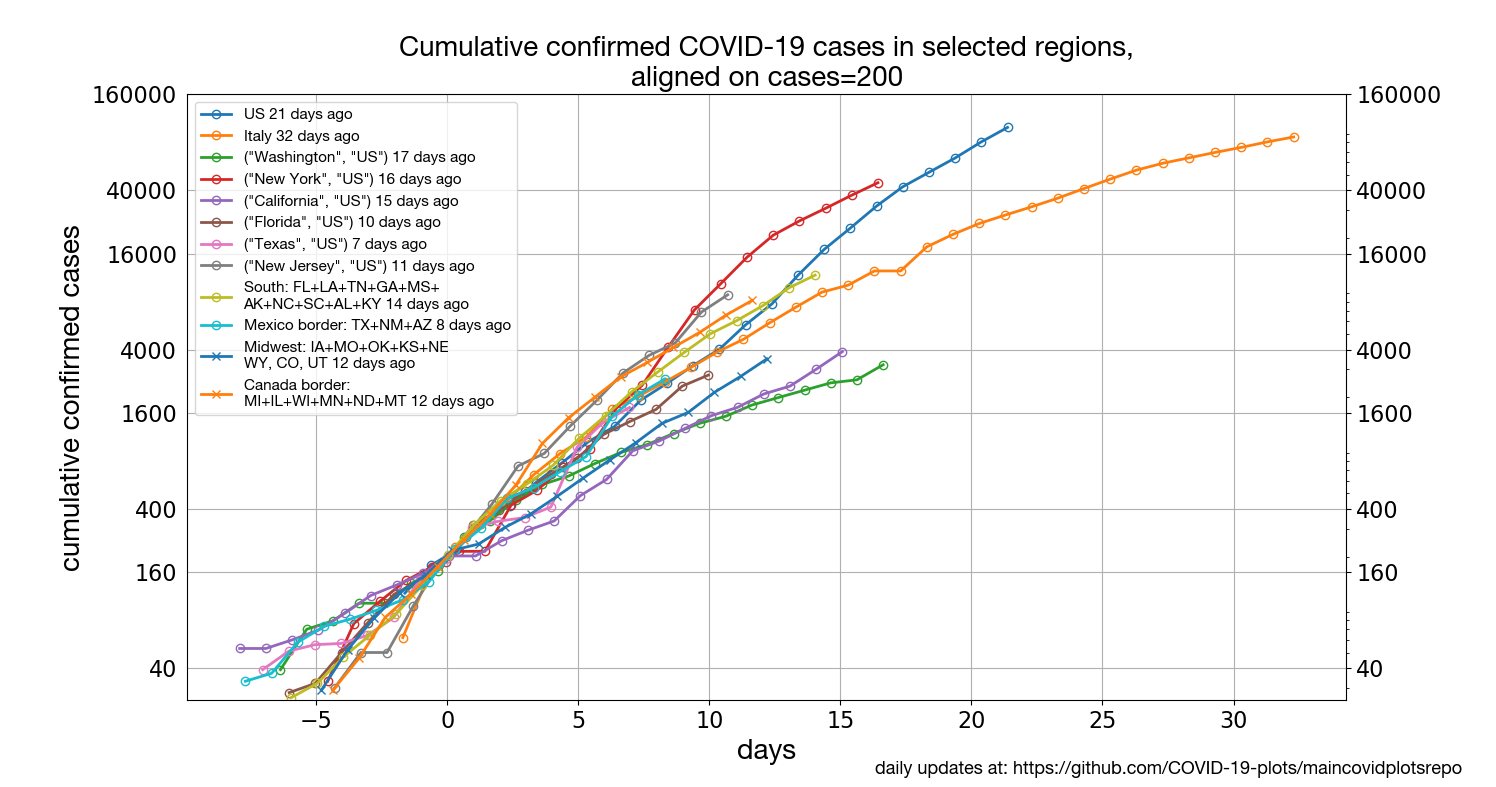 Cumulative confirmed COVID-19 cases in selected regions,
aligned on cases=200
160000
40000
16000
4000
1600
400
160
40
cumulative confirmed cases
US 21 days ago
Italy 32 days ago
("Washington", "US") 17 days ago
("New York", "US") 16 days ago
("California", "US") 15 days ago
("Florida", "US") 10 days ago
("Texas", "US") 7 days ago
("New Jersey", "US") 11 days ago
South: FL+LA+TN+GA+MS+
AK+NC+SC+AL+KY 14 days ago
Mexico border: TX+NM+AZ 8 days ago
Midwest: IA+MO+OK+KS+NE
WY, CO, UT 12 days ago
Canada border:
MI+IL+WI+MN+ND+MT 12 days ago
160000
40000
16000
4000
1600
400
160
40
−5 0 5 10 15 20 25 30
days
daily updates at: https://github.com/COVID-19-plots/maincovidplotsrepo